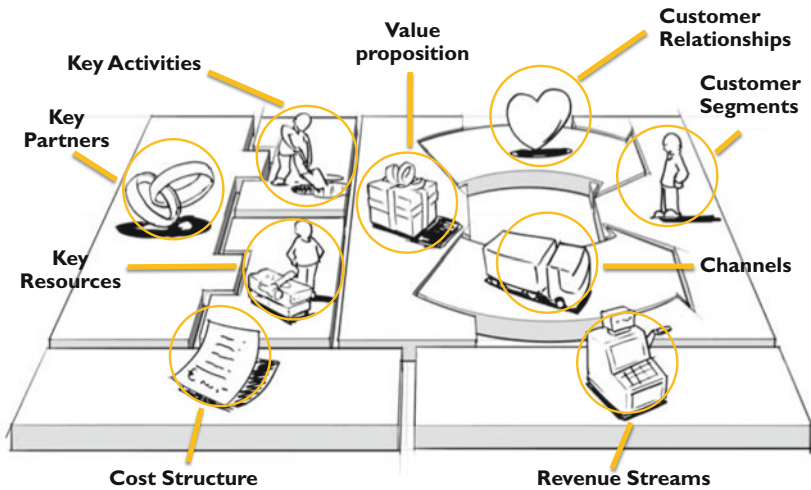 Customer
Relationships
Value
proposition
Key Activities
Customer
Segments
Key
Partners
Key
Resources
Channels
Cost Structure
Revenue Streams